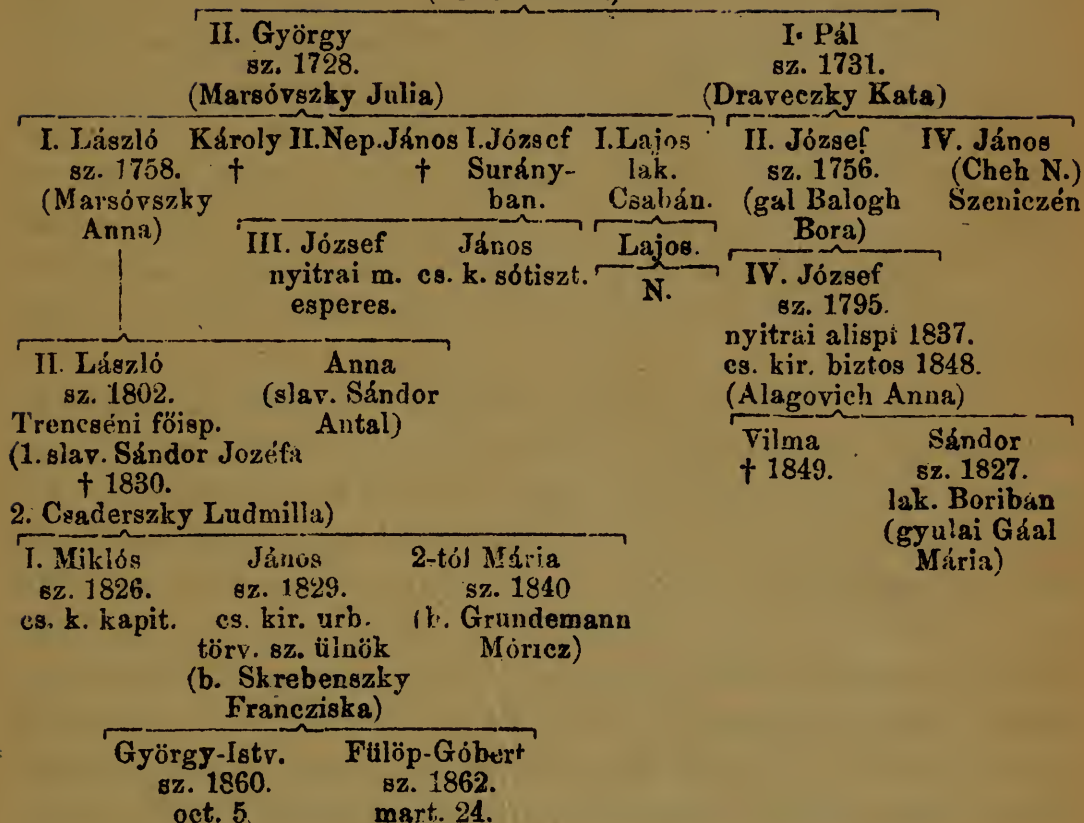 II. György I. Pál
sz. 1728. sz. 1731.
(Marsóvszky Julia) (Draveczky Kata)
I. László Károly II.Nep.János I.József I.Lajos II. József IV. János
sz. 1758. † † Surány- lak. sz. 1756. (Cheh N.)
(Marsóvszky ban. Csabán. (gal Balogh Szeniczén
Anna) Bora)
III. József János Lajos. IV. József
nyitrai m. cs. k. sótiszt. N. sz. 1795.
esperes. nyitrai alispt 1837.
II. László Anna cs. kir. biztos 1848.
sz. 1802. (slav. Sándor (Alagovich Anna)
Trencséni főisp. Antal) Vilma Sándor
(1. slav. Sándor Jozéfa † 1849. sz. 1827.
† 1830. lak. Boribán
2. Csaderszky Ludmilla) (gyulai Gáal
I. Miklós János 2-tól Mária Mária)
sz. 1826. sz. 1829. sz. 1840
cs. k. kapit. cs. kir. urb. (b. Grundemann
törv. sz. ülnök Móricz)
(b. Skrebenszky
Francziska)
György-Istv. Fülöp-Góbert
sz. 1860. sz. 1862.
oct. 5. mart. 24.